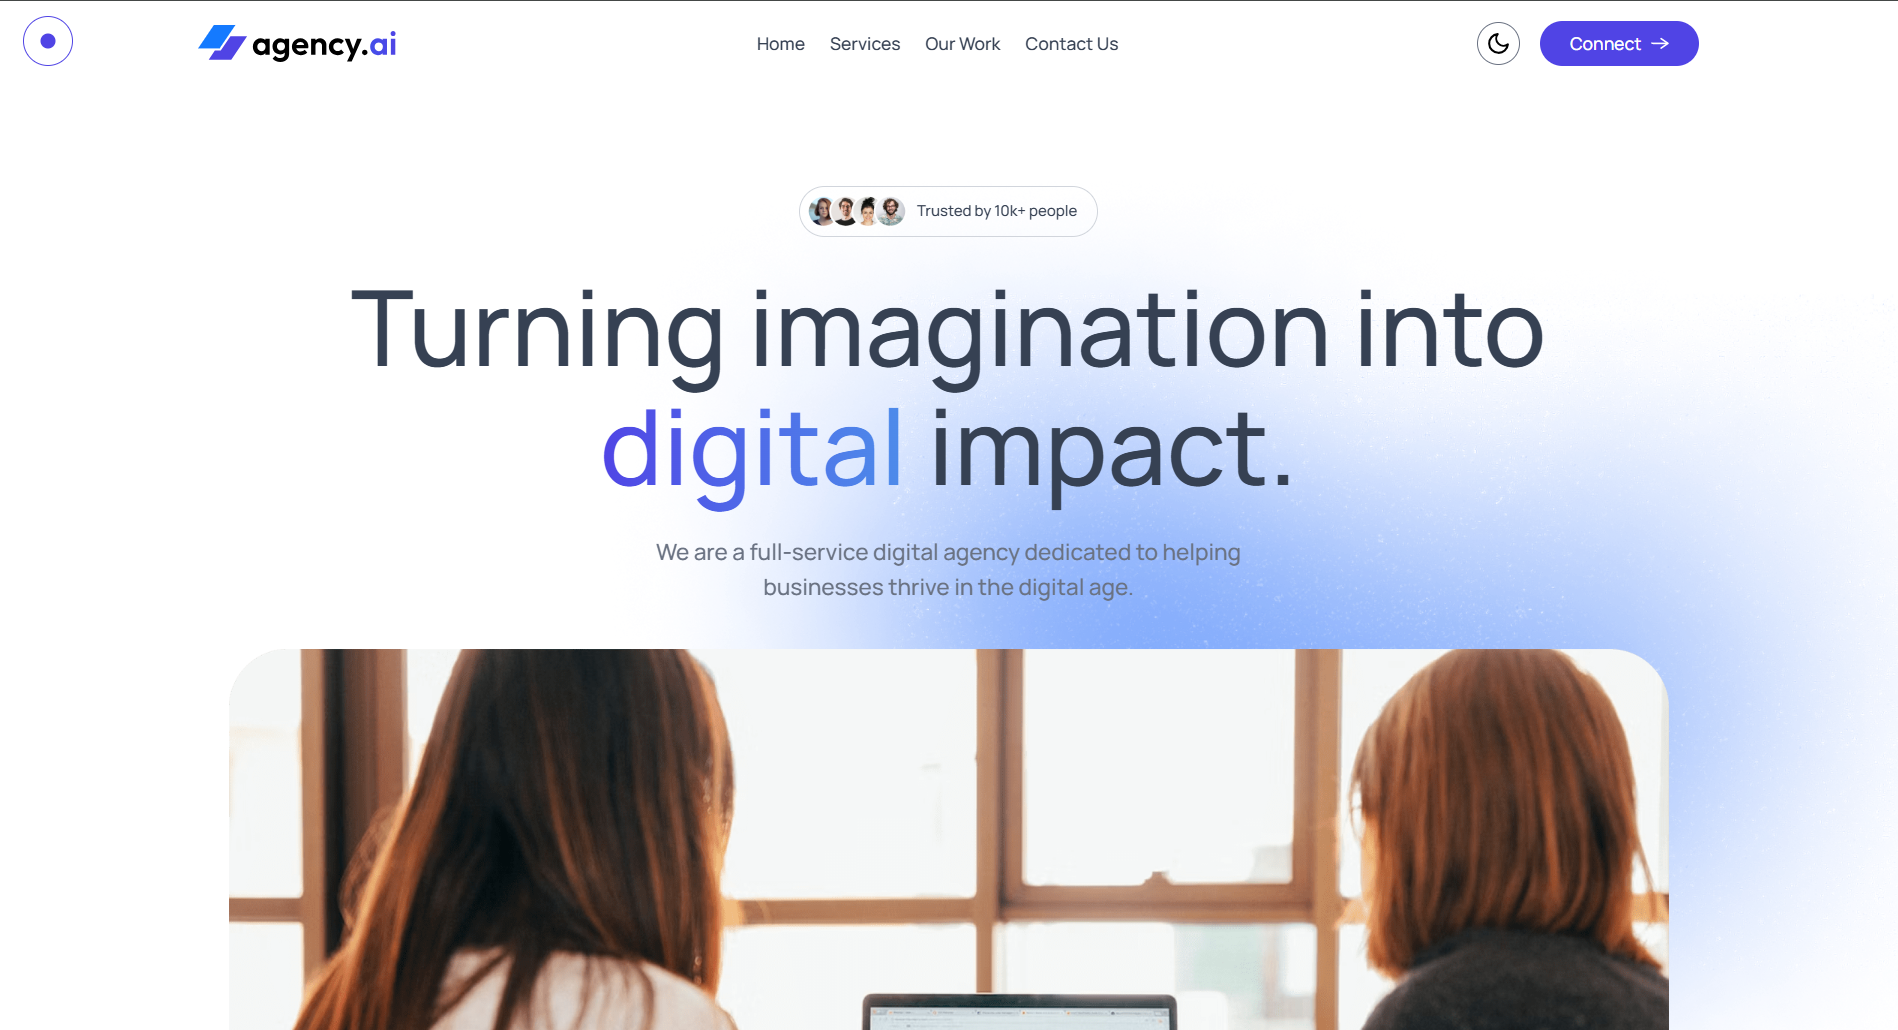 agency.ai
Home Services Our Work Contact Us
Connect
Trusted by 10k+ people
Turning imagination into
digital impact.
We are a full-service digital agency dedicated to helping
businesses thrive in the digital age.